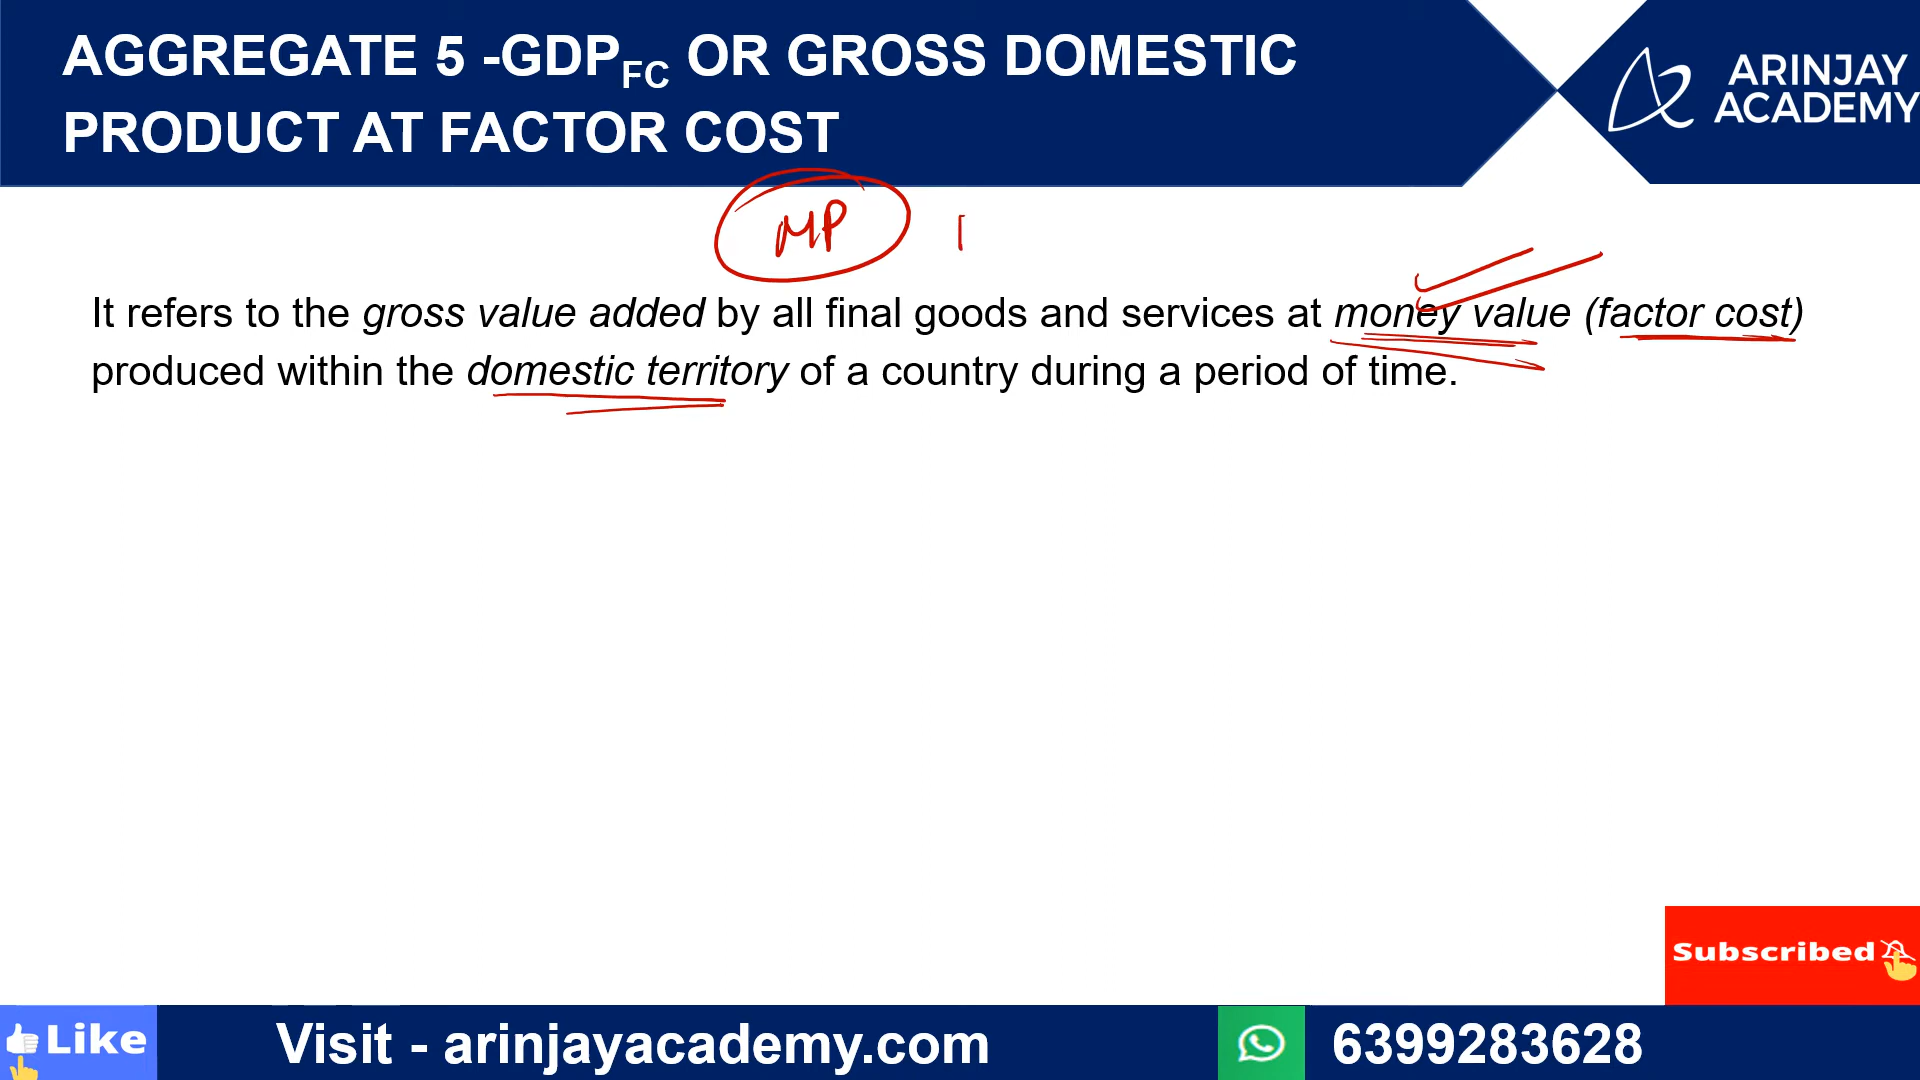 AGGREGATE 5 -GDPFC OR GROSS DOMESTIC
PRODUCT AT FACTOR COST
ARINJAY
ACADEMY
MP
It refers to the gross value added by all final goods and services at money value (factor cost)
produced within the domestic territory of a country during a period of time.
Subscribed
Like
Visit - arinjayacademy.com
6399283628